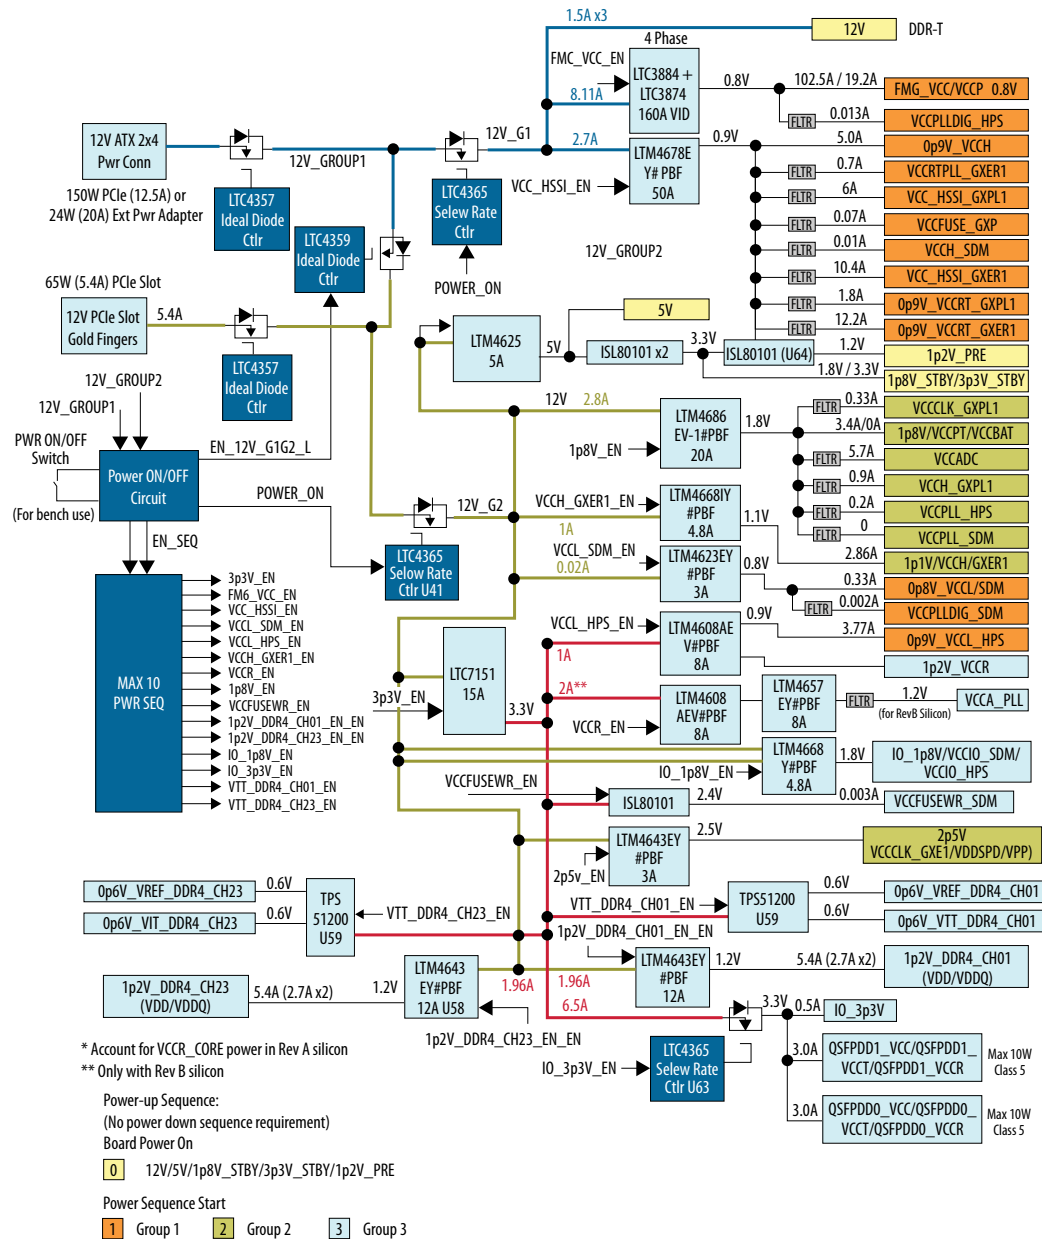 1.5A x3
12V
DDR-T
4 Phase
FMC_VCC_EN
LTC3884 +
LTC3874
160A VID
0.8V
102.5A / 19.2A
FMG_VCC/VCCP 0.8V
8.11A
FLTR
0.013A
VCCPLLDIG_HPS
12V ATX 2x4
Pwr Conn
12V_GROUP1
12V_G1
2.7A
LTM4678E
Y# PBF
50A
0.9V
5.0A
0p9V_VCCH
VCC_HSSI_EN
FLTR
0.7A
VCCRTPLL_GXER1
150W PCIe (12.5A) or
24W (20A) Ext Pwr Adapter
LTC4357
Ideal Diode
Ctlr
LTC4359
Ideal Diode
Ctlr
LTC4365
Selew Rate
Ctlr
FLTR
6A
VCC_HSSI_GXPL1
FLTR
0.07A
VCCFUSE_GXP
12V_GROUP2
FLTR
0.01A
VCCH_SDM
POWER_ON
FLTR
10.4A
VCC_HSSI_GXER1
65W (5.4A) PCIe Slot
FLTR
1.8A
0p9V_VCCRT_GXPL1
12V PCIe Slot
Gold Fingers
5.4A
5V
FLTR
12.2A
0p9V_VCCRT_GXER1
LTM4625
5A
5V
ISL80101 x2
3.3V
ISL80101 (U64)
1.2V
1p2V_PRE
1.8V / 3.3V
1p8V_STBY/3p3V_STBY
LTC4357
Ideal Diode
Ctlr
12V_GROUP2
12V_GROUP1
12V
2.8A
LTM4686
EV-1#PBF
20A
1.8V
FLTR
0.33A
VCCCLK_GXPL1
3.4A/0A
1p8V/VCCPT/VCCBAT
1p8V_EN
FLTR
5.7A
VCCADC
PWR ON/OFF
Switch
EN_12V_G1G2_L
Power ON/OFF
Circuit
FLTR
0.9A
VCCH_GXPL1
POWER_ON
12V_G2
VCCH_GXER1_EN
LTM4668IY
#PBF
4.8A
FLTR
0.2A
VCCPLL_HPS
(For bench use)
1.1V
FLTR
0
VCCPLL_SDM
1A
EN_SEQ
2.86A
1p1V/VCCH/GXER1
LTC4365
Selow Rate
Ctlr U41
VCCL_SDM_EN
0.02A
LTM4623EY
#PBF
3A
0.8V
0.33A
0p8V_VCCL/SDM
FLTR
0.002A
VCCPLLDIG_SDM
MAX 10
PWR SEQ
3p3V_EN
FM6_VCC_EN
VCC_HSSI_EN
VCCL_SDM_EN
VCCL_HPS_EN
VCCH_GXER1_EN
VCCR_EN
1p8V_EN
VCCFUSEWR_EN
1p2V_DDR4_CH01_EN_EN
1p2V_DDR4_CH23_EN_EN
IO_1p8V_EN
IO_3p3V_EN
VTT_DDR4_CH01_EN
VTT_DDR4_CH23_EN
VCCL_HPS_EN
LTM4608AE
V#PBF
8A
0.9V
3.77A
0p9V_VCCL_HPS
1A
1p2V_VCCR
LTC7151
15A
3p3V_EN
3.3V
2A**
VCCR_EN
LTM4608
AEV#PBF
8A
LTM4657
EY#PBF
8A
FLTR
1.2V
(for RevB Silicon)
VCCA_PLL
LTM4668
Y#PBF
4.8A
IO_1p8V_EN
1.8V
IO_1p8V/VCCIO_SDM/
VCCIO_HPS
VCCFUSEWR_EN
ISL80101
2.4V
0.003A
VCCFUSEWR_SDM
LTM4643EY
#PBF
3A
2p5v_EN
2.5V
2p5V
VCCCLK_GXE1/VDDSPD/VPP)
0p6V_VREF_DDR4_CH23
0.6V
0p6V_VIT_DDR4_CH23
0.6V
TPS
51200
U59
VTT_DDR4_CH23_EN
VTT_DDR4_CH01_EN
TPS51200
U59
0.6V
0p6V_VREF_DDR4_CH01
0.6V
0p6V_VTT_DDR4_CH01
1p2V_DDR4_CH01_EN_EN
1p2V_DDR4_CH23
(VDD/VDDQ)
5.4A (2.7A x2)
1.2V
LTM4643
EY#PBF
12A U58
1.96A
1.96A
LTM4643EY
#PBF
12A
1.2V
5.4A (2.7A x2)
1p2V_DDR4_CH01
(VDD/VDDQ)
6.5A
1p2V_DDR4_CH23_EN_EN
3.3V
0.5A
IO_3p3V
IO_3p3V_EN
LTC4365
Selew Rate
Ctlr U63
3.0A
QSFPDD1_VCC/QSFPDD1_
VCCT/QSFPDD1_VCCR
Max 10W
Class 5
3.0A
QSFPDD0_VCC/QSFPDD0_
VCCT/QSFPDD0_VCCR
Max 10W
Class 5
* Account for VCCR_CORE power in Rev A silicon
** Only with Rev B silicon
Power-up Sequence:
(No power down sequence requirement)
Board Power On
0 12V/5V/1p8V_STBY/3p3V_STBY/1p2V_PRE
Power Sequence Start
1 Group 1 2 Group 2 3 Group 3